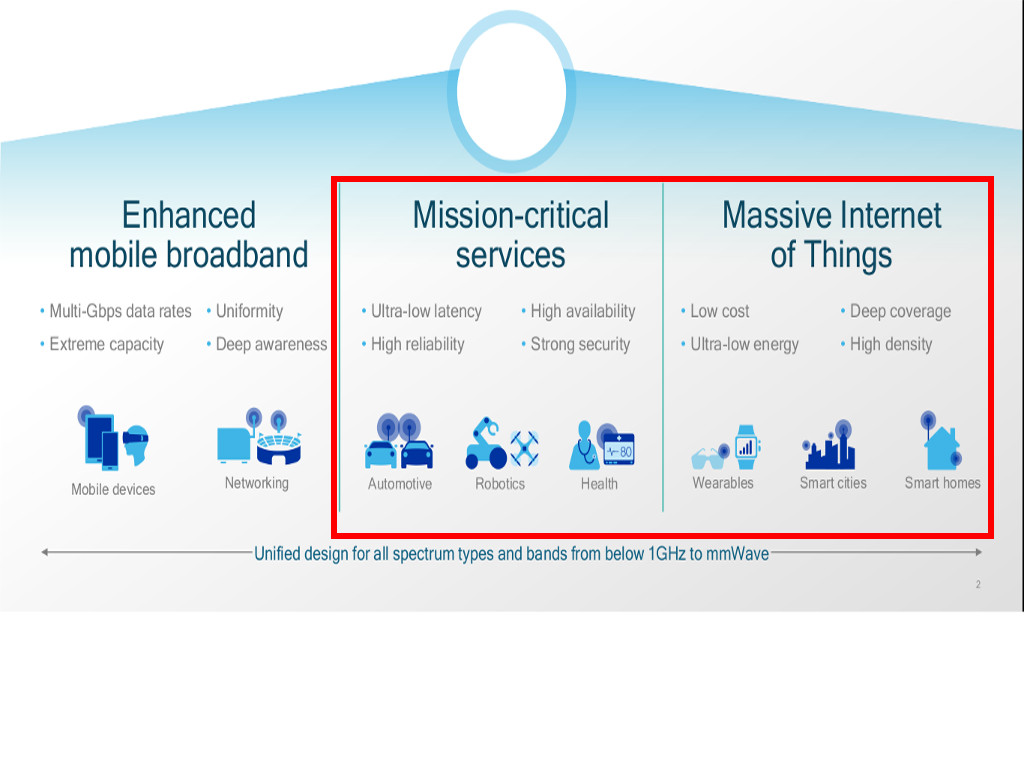 Enhanced
mobile broadband
• Multi-Gbps data rates • Uniformity
• Extreme capacity • Deep awareness
Mobile devices
Networking
Mission-critical
services
• Ultra-low latency • High availability
• High reliability • Strong security
80
Automotive
Robotics
Health
Massive Internet
of Things
• Low cost • Deep coverage
• Ultra-low energy • High density
Wearables
Smart cities
Smart homes
Unified design for all spectrum types and bands from below 1GHz to mmWave
2